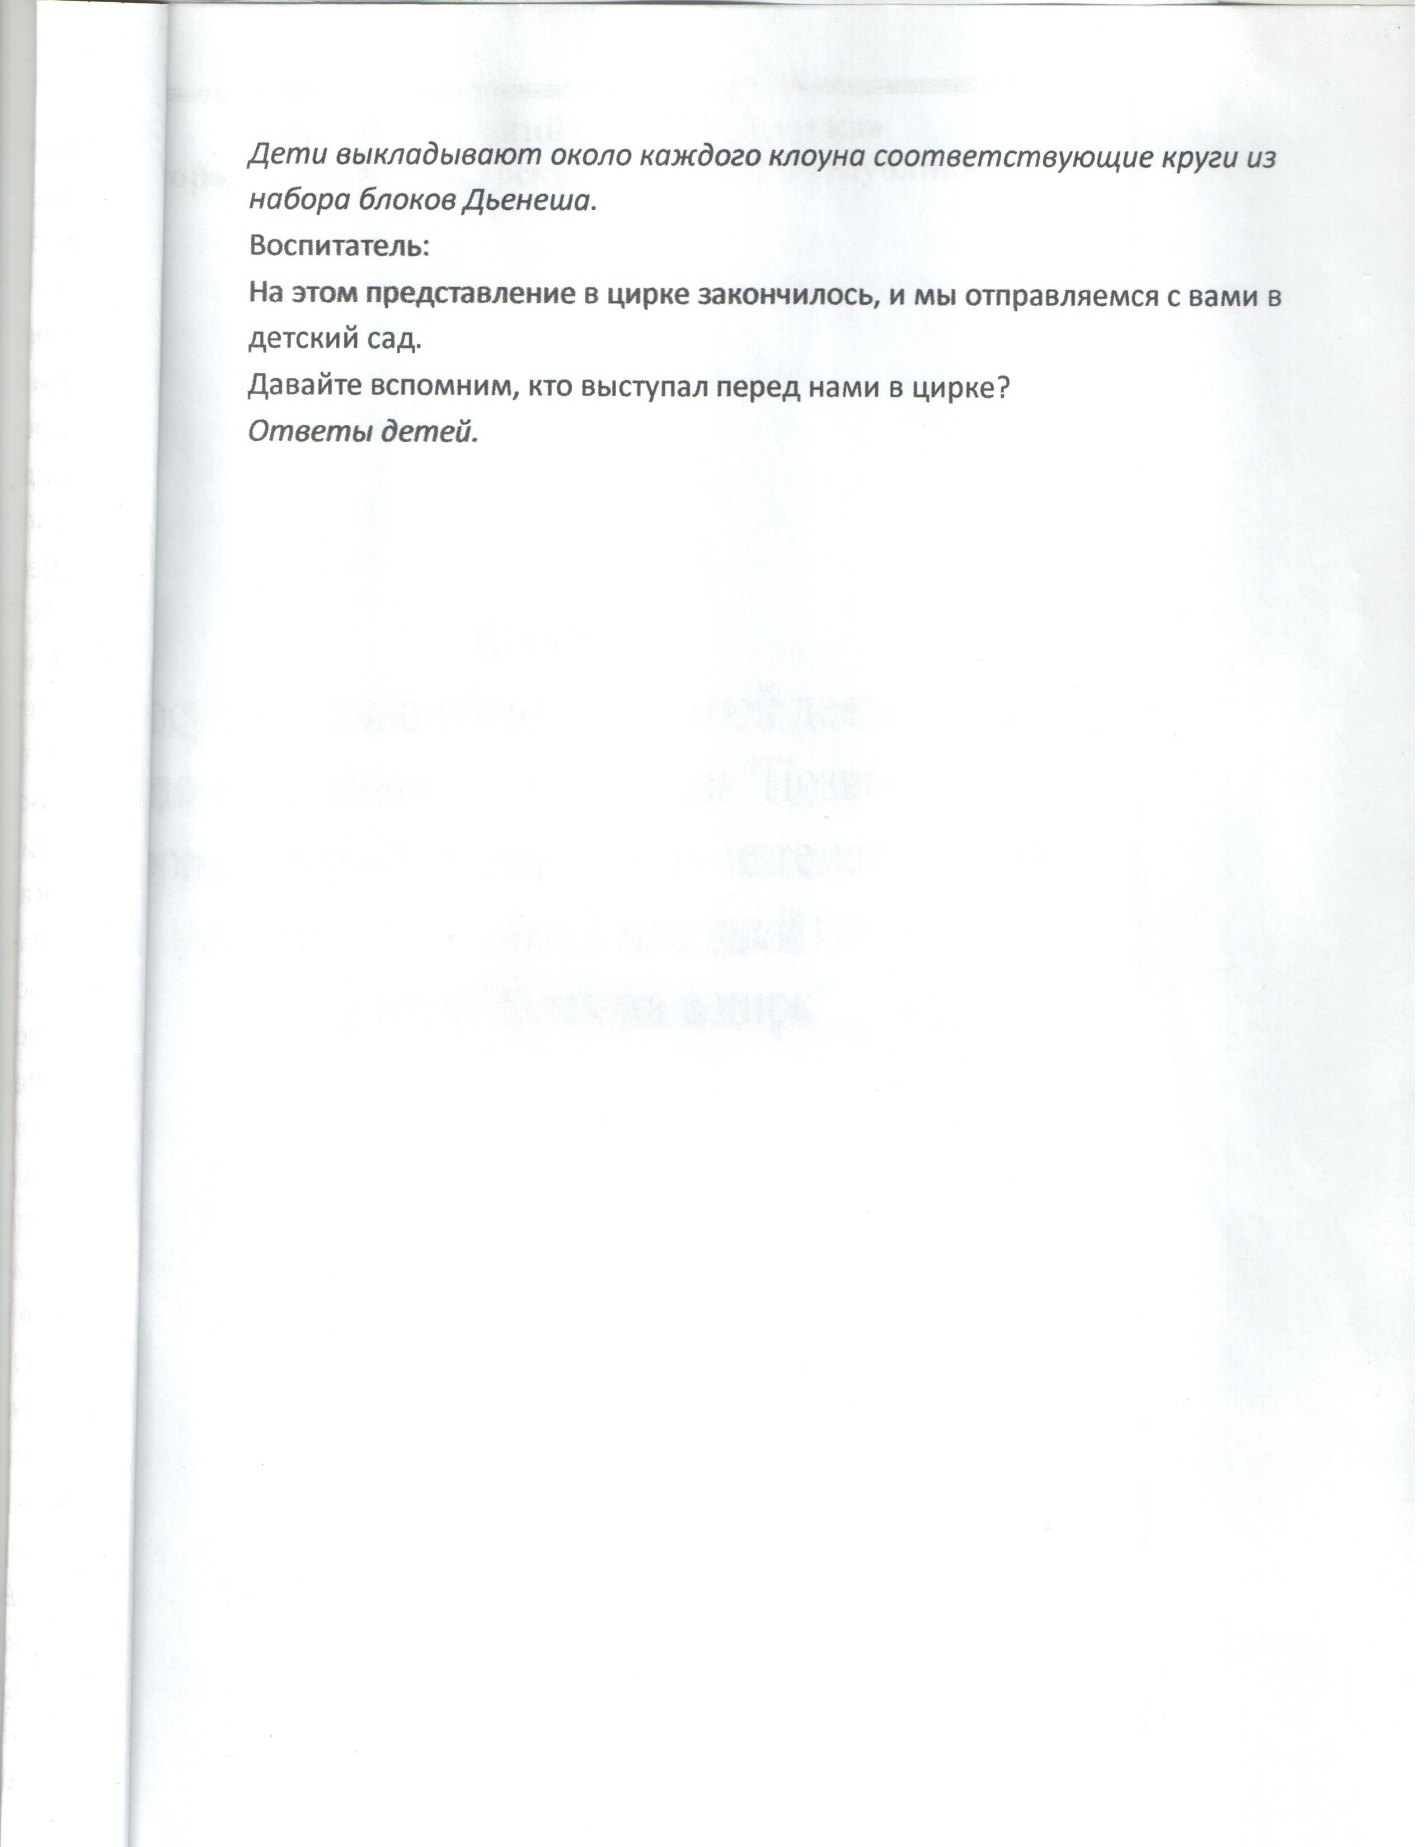 Дети выкладывают около каждого клоуна соответствующие круги из
набора блоков Дьенеша.
Воспитатель:
На этом представление в цирке закончилось, и мы отправляемся с вами в
детский сад.
Давайте вспомним, кто выступал перед нами в цирке?
Ответы детей.